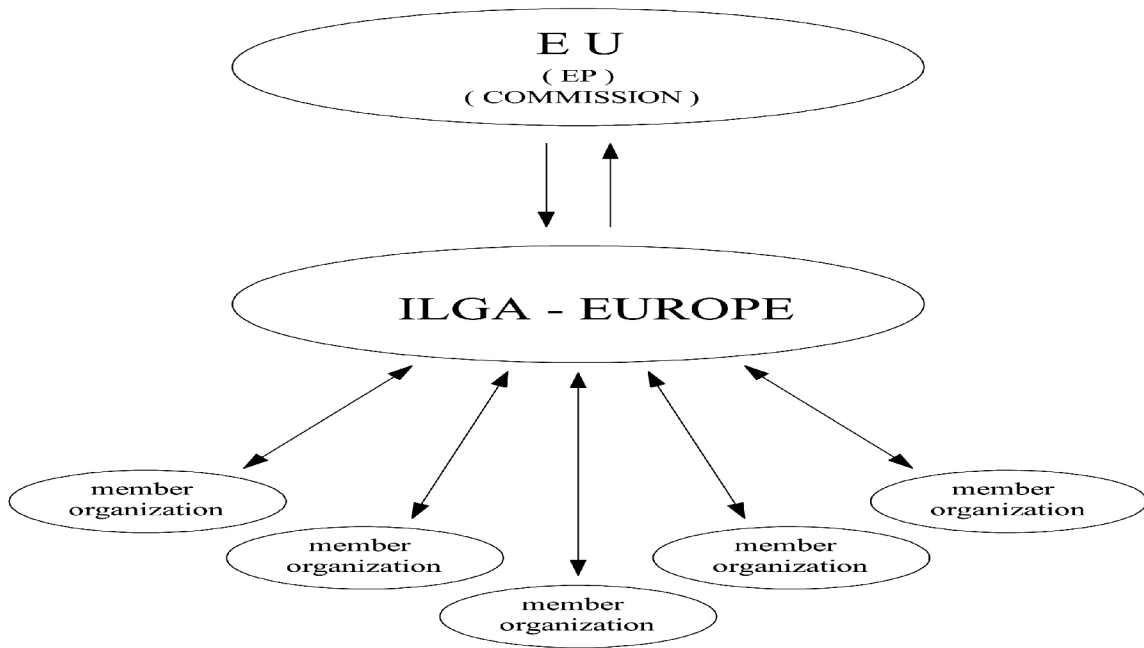 E U
( EP )
( COMMISSION )
ILGA - EUROPE
member
organization
member
organization
member
organization
member
organization
member
organization